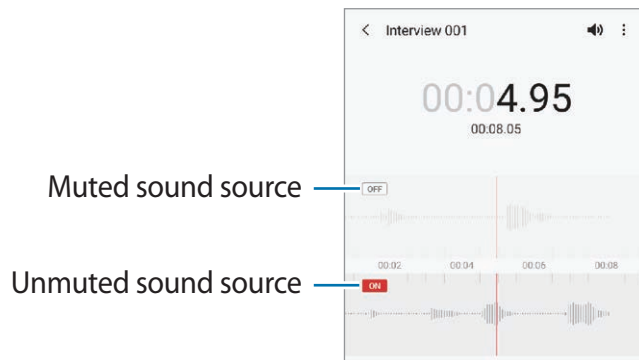 Interview 001
00:04.95
00:08.05
Muted sound source
OFF
00:02 00:04 00:06 00:08
Unmuted sound source
ON